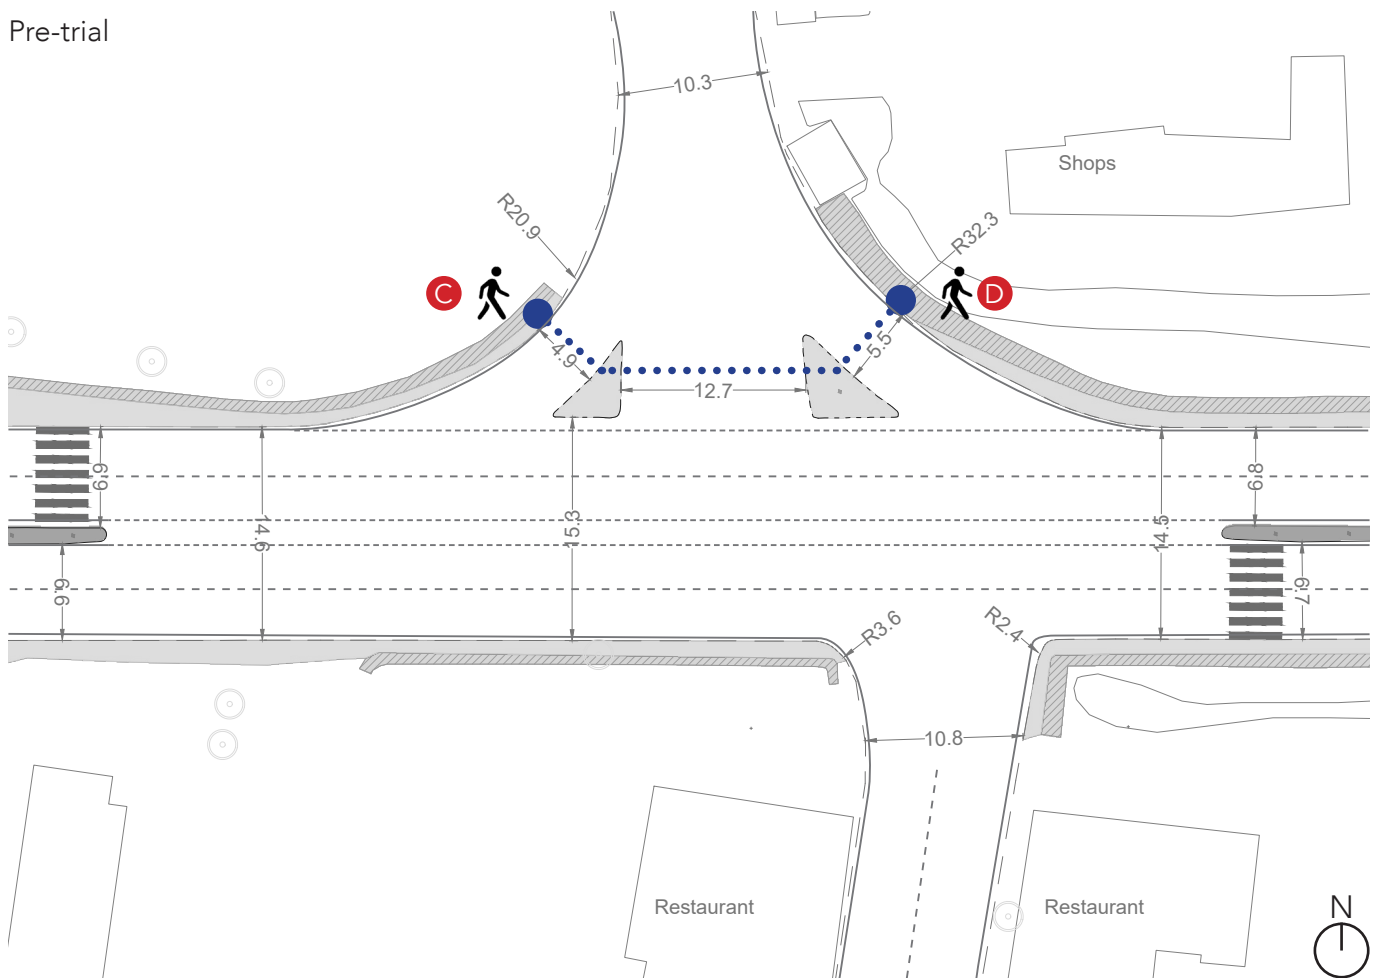 Pre-trial
10.3
Shops
R20.9
R32.3
C
D
4.9
5.5
12.7
6.9
14.6
15.3
14.5
6.8
6.6
6.7
R3.6
R2.4
10.8
Restaurant
Restaurant
N